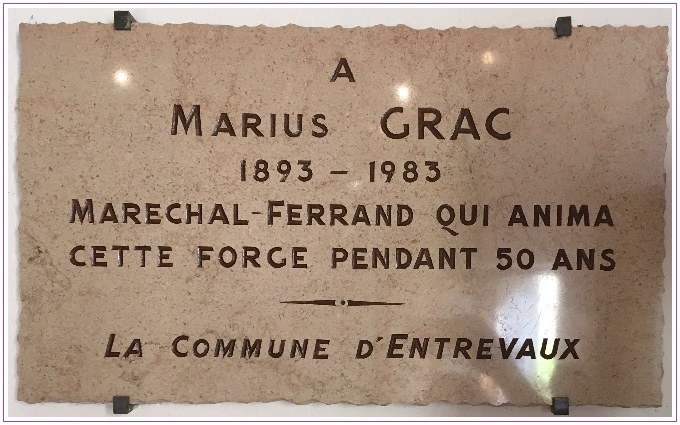 A
MARIUS GRAC
1893 - 1983
MARECHAL-FERRAND QUI ANIMA
CETTE FORGE PENDANT 50 ANS
LA COMMUNE D'ENTREVAUX